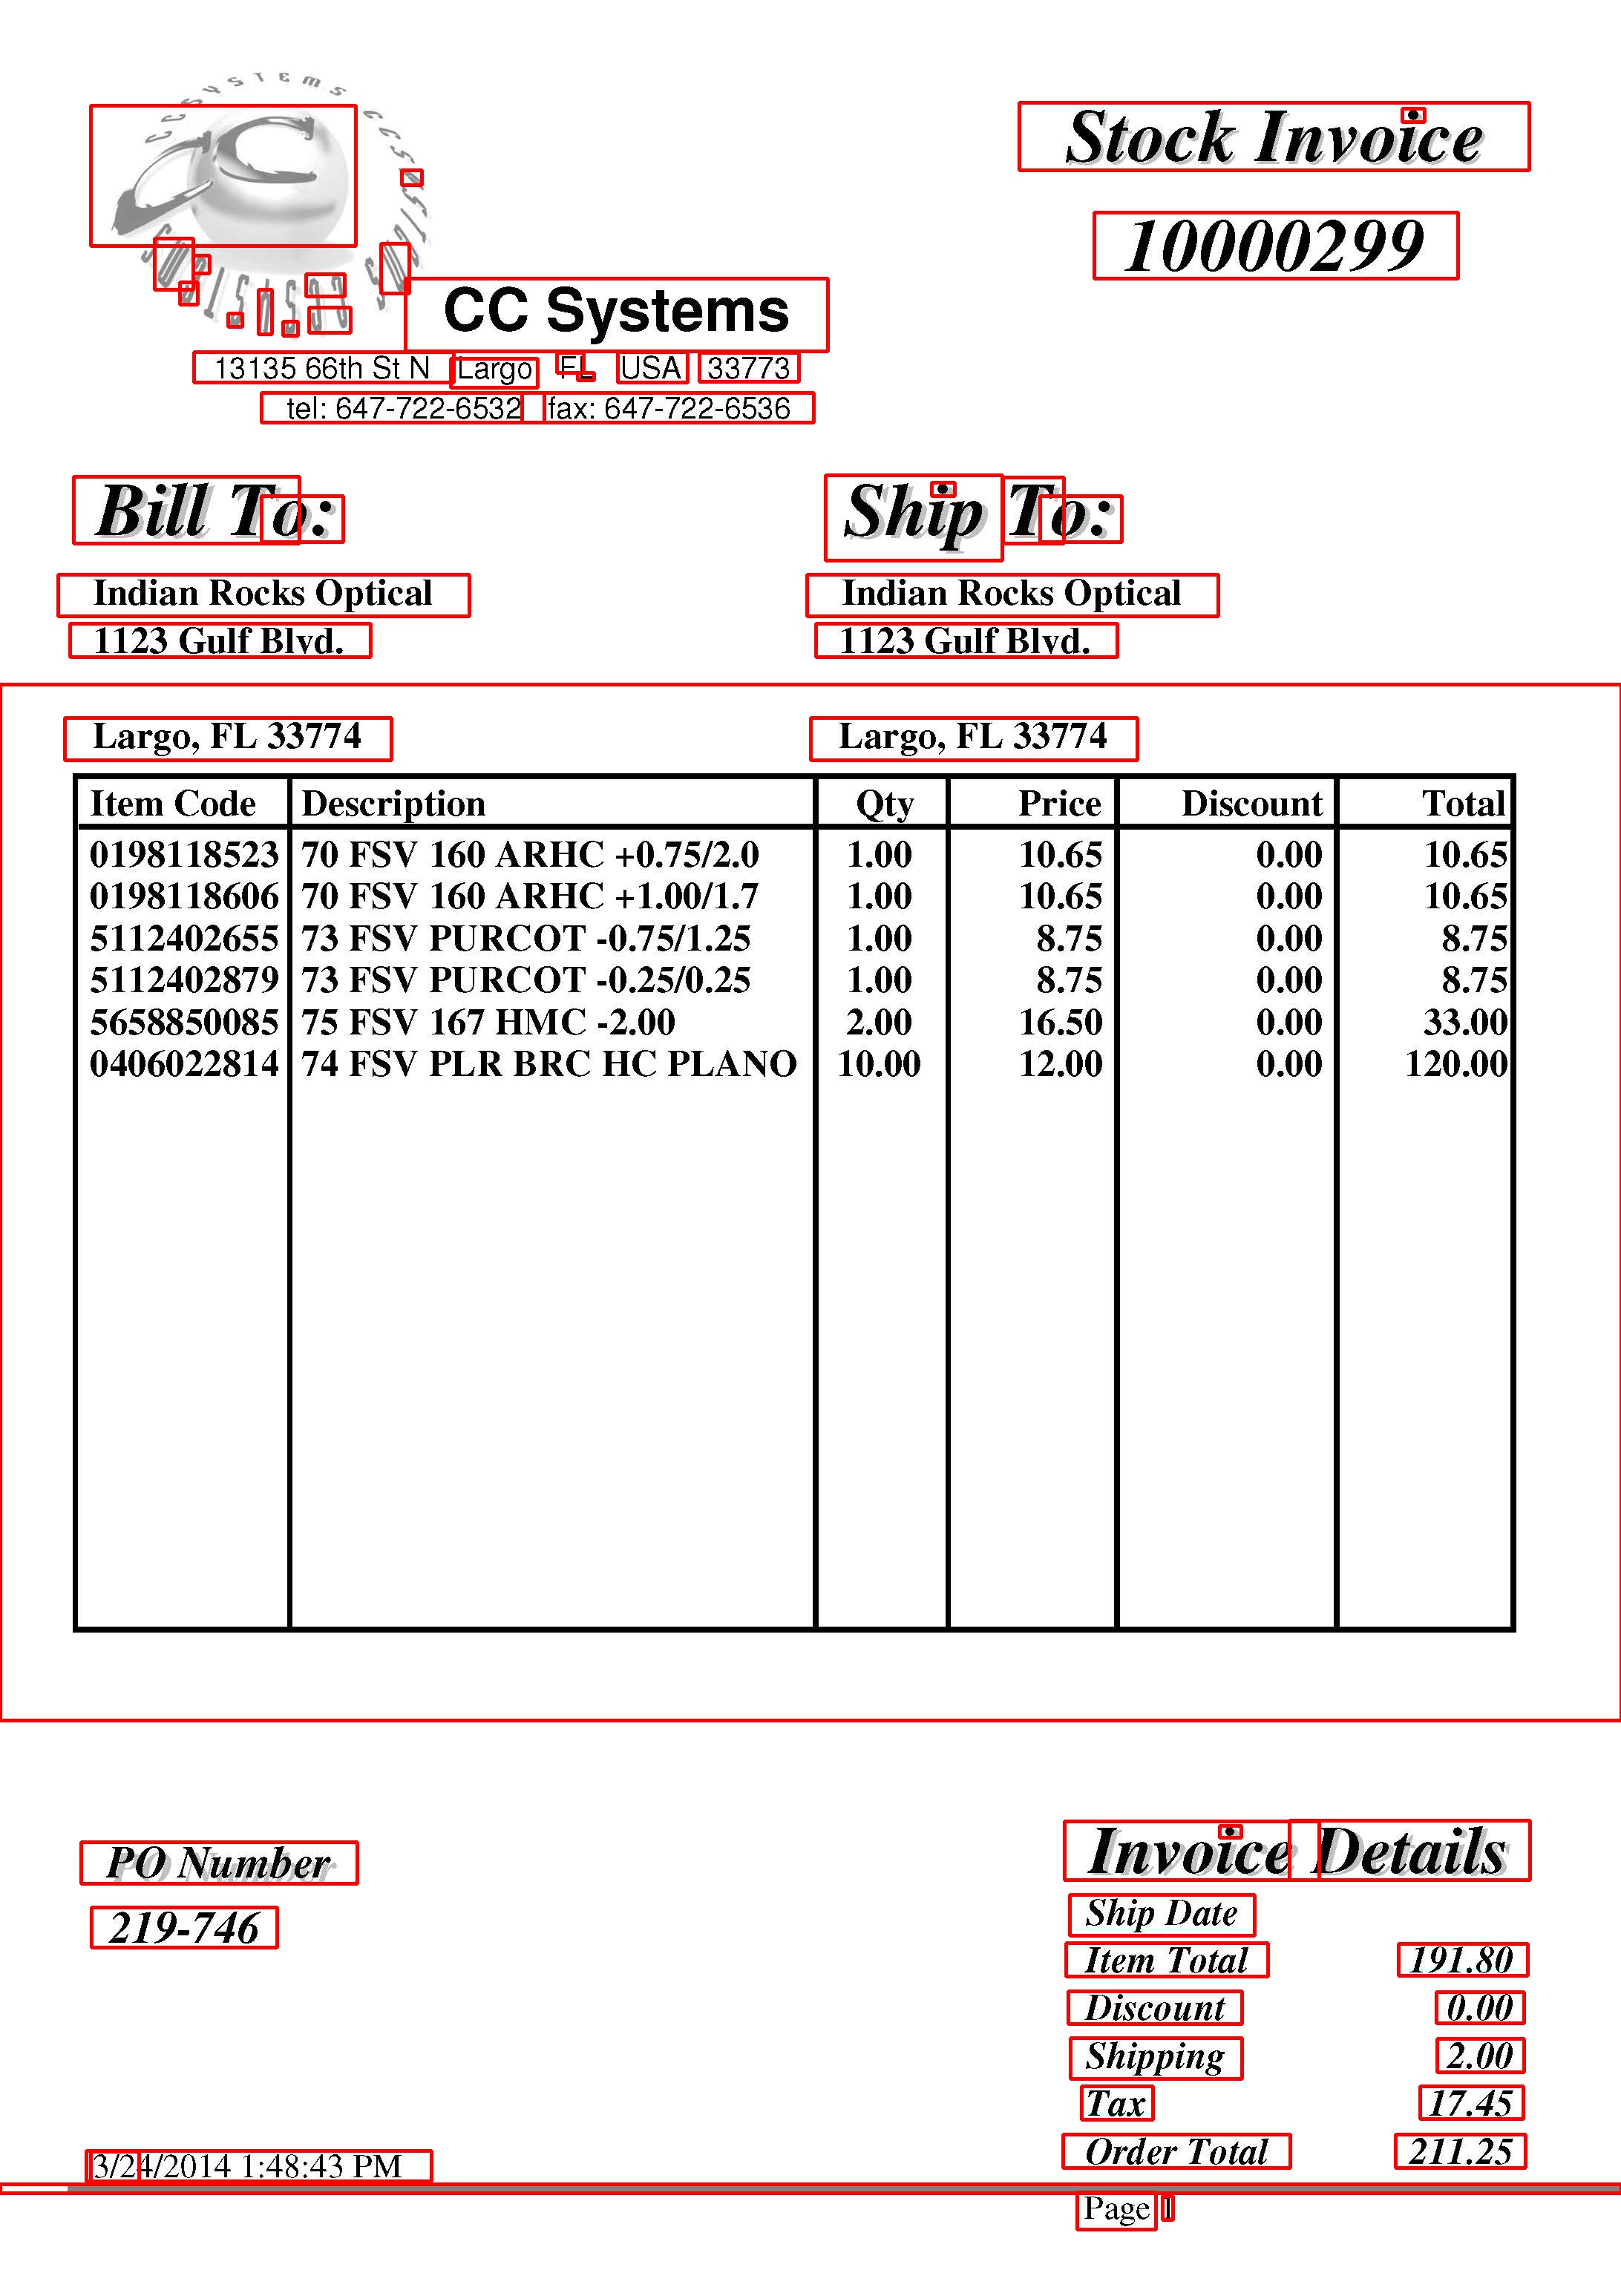 Stock Invoice
10000299
CC Systems
13135 66th St N Largo FL USA 33773
tel: 647-722-6532 fax: 647-722-6536
Bill To: Ship To:
Indian Rocks Optical Indian Rocks Optical
1123 Gulf Blvd. 1123 Gulf Blvd.
Largo, FL 33774 Largo, FL 33774
Item Code Description Qty Price Discount Total
0198118523 70 FSV 160 ARHC +0.75/2.0 1.00 10.65 0.00 10.65
0198118606 70 FSV 160 ARHC +1.00/1.7 1.00 10.65 0.00 10.65
5112402655 73 FSV PURCOT -0.75/1.25 1.00 8.75 0.00 8.75
5112402879 73 FSV PURCOT -0.25/0.25 1.00 8.75 0.00 8.75
5658850085 75 FSV 167 HMC -2.00 2.00 16.50 0.00 33.00
0406022814 74 FSV PLR BRC HC PLANO 10.00 12.00 0.00 120.00
PO Number
219-746
Invoice Details
Ship Date
Item Total 191.80
Discount 0.00
Shipping 2.00
Tax 17.45
Order Total 211.25
3/24/2014 1:48:43 PM
Page 1